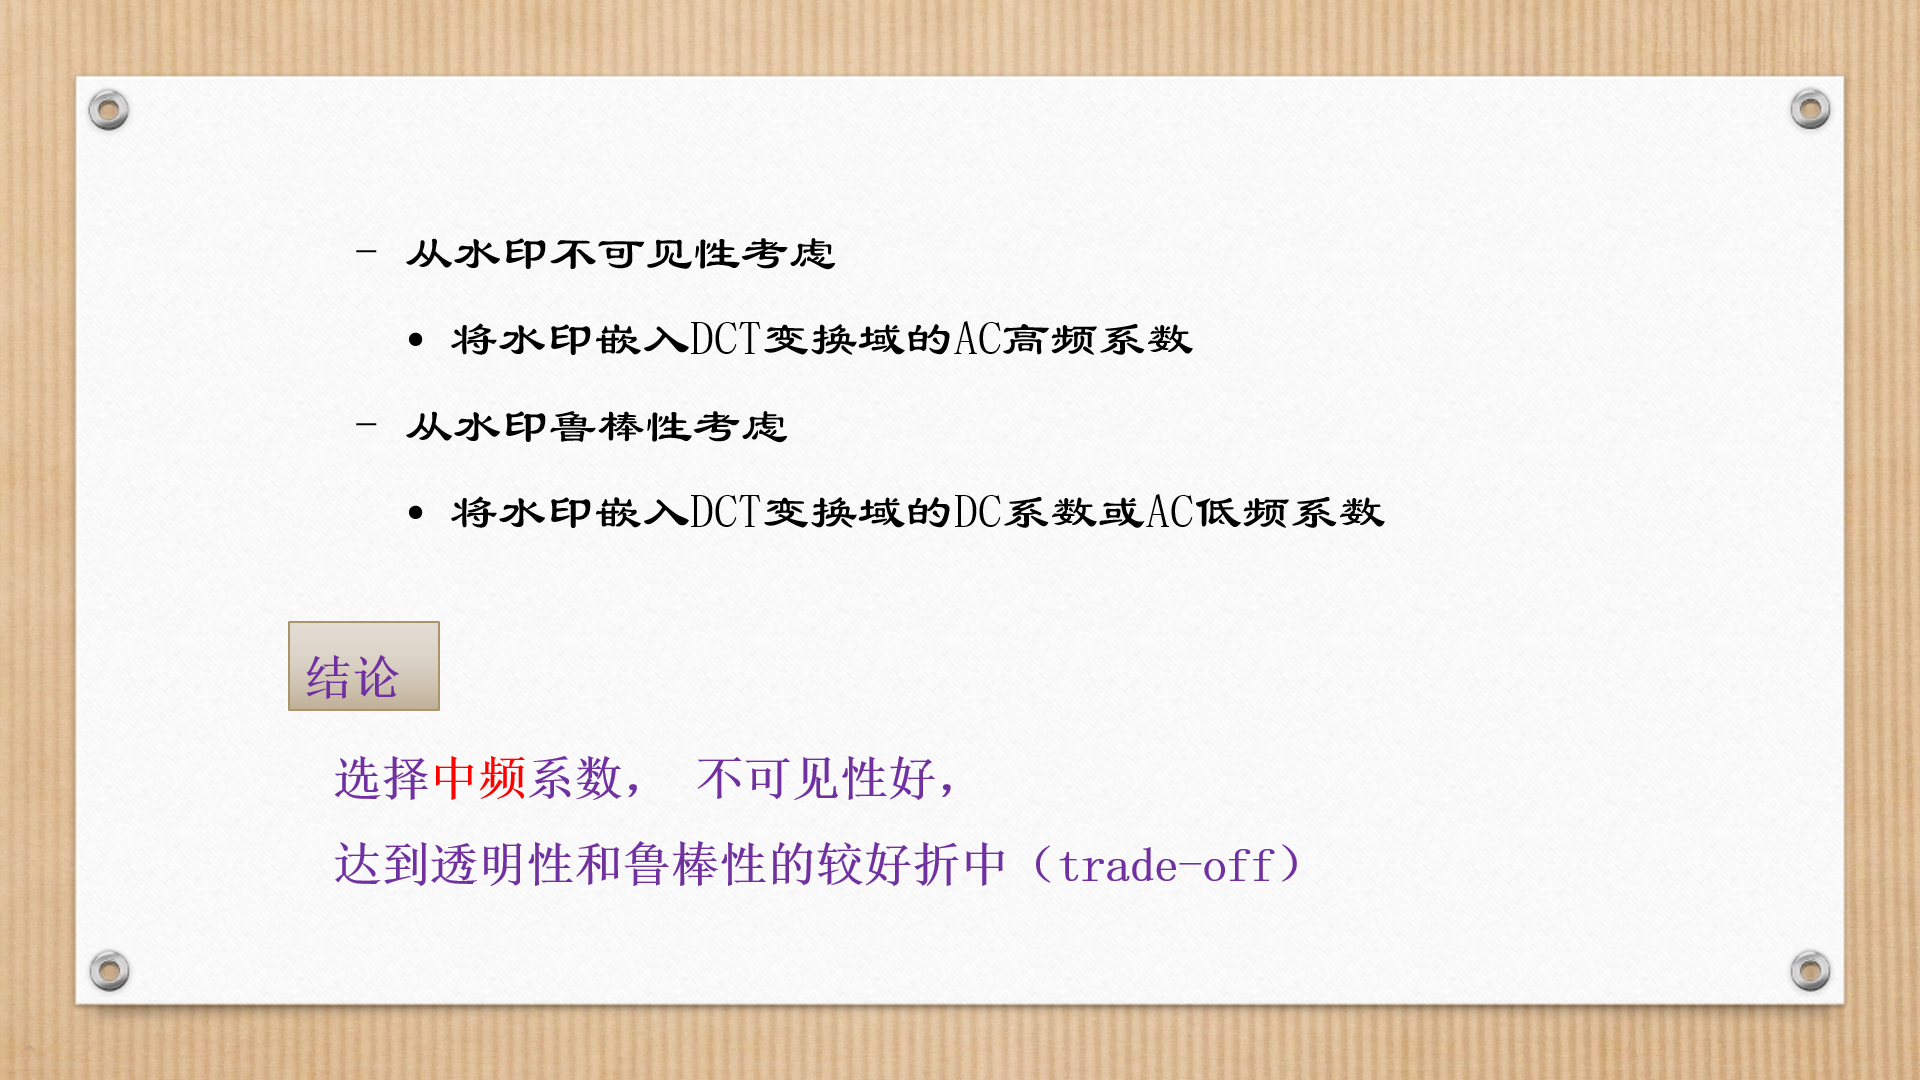 – 从水印不可见性考虑
• 将水印嵌入DCT变换域的AC高频系数
– 从水印鲁棒性考虑
• 将水印嵌入DCT变换域的DC系数或AC低频系数
结论
选择中频系数， 不可见性好，
达到透明性和鲁棒性的较好折中（trade-off）